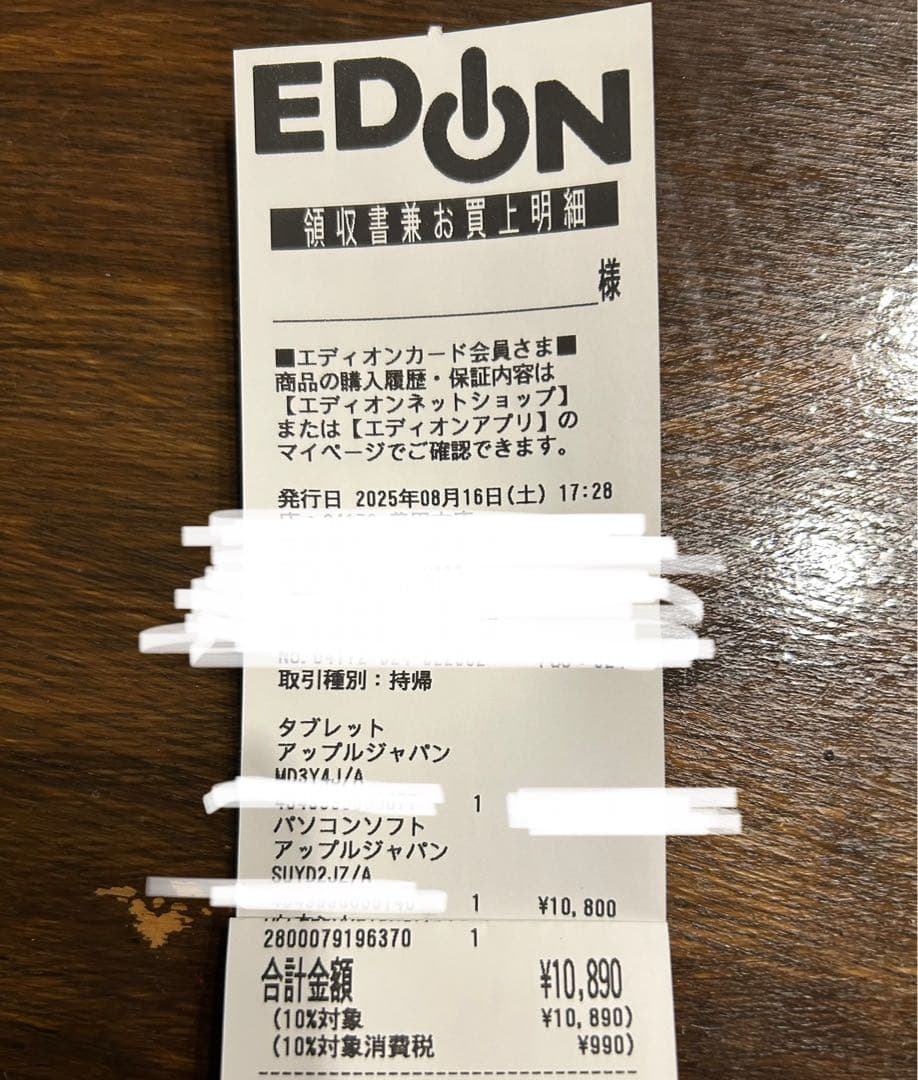 EDION
領収書兼お買上明細
様
■エディオンカード会員さま■
商品の購入履歴・保証内容は
【エディオンネットショップ】
または【エディオンアプリ】の
マイページでご確認できます。
発行日 2025年08月16日(土) 17:28
取引種別：持帰
タブレット
アップルジャパン
MD3Y4J/A
1
パソコンソフト
アップルジャパン
SUYD2JZ/A
1 ¥10,800
2800079196370 1
合計金額 ¥10,890
(10%対象 ¥10,890)
(10%対象消費税 ¥990)